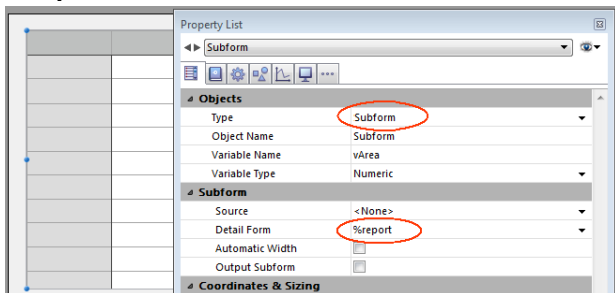 Property List
Subform
Objects
Type Subform
Object Name Subform
Variable Name vArea
Variable Type Numeric
Subform
Source <None>
Detail Form %report
Automatic Width
Output Subform
Coordinates & Sizing